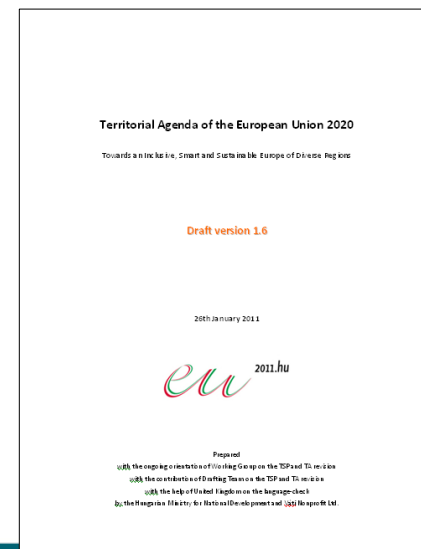 Territorial Agenda of the European Union 2020
Towards an Inclusive, Smart and Sustainable Europe of Diverse Regions
Draft version 1.6
26th January 2011
eu 2011.hu
Prepared
with the ongoing orientation of Working Group on the TSP and TA revision
with the contribution of Drafting Team on the TSP and TA revision
with the help of United Kingdom on the language-check
by the Hungarian Ministry for National Development and Váti Nonprofit Ltd.